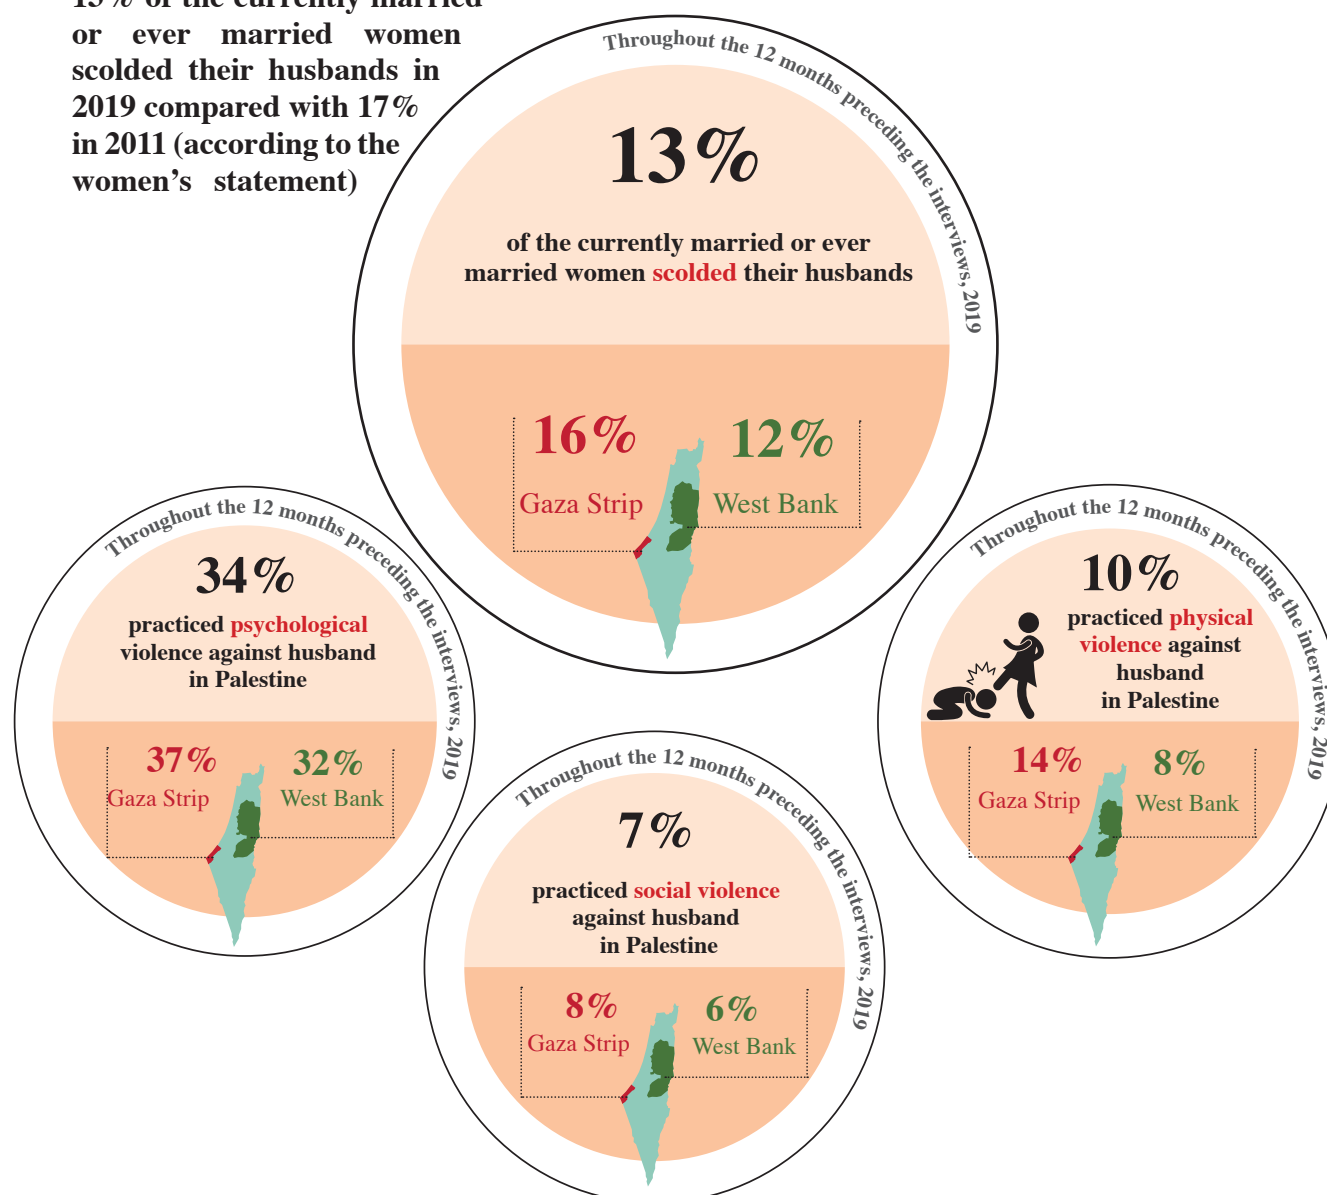 13% of the currently married
or ever married women
scolded their husbands in
2019 compared with 17%
in 2011 (according to the
women's statement)
Throughout the 12 months preceding the interviews, 2019
13%
of the currently married or ever
married women scolded their husbands
16%
Gaza Strip
12%
West Bank
Throughout the 12 months preceding the interviews, 2019
34%
practiced psychological
violence against husband
in Palestine
37%
Gaza Strip
32%
West Bank
Throughout the 12 months preceding the interviews, 2019
10%
practiced physical
violence against
husband
in Palestine
14%
Gaza Strip
8%
West Bank
Throughout the 12 months preceding the interviews, 2019
7%
practiced social violence
against husband
in Palestine
8%
Gaza Strip
6%
West Bank